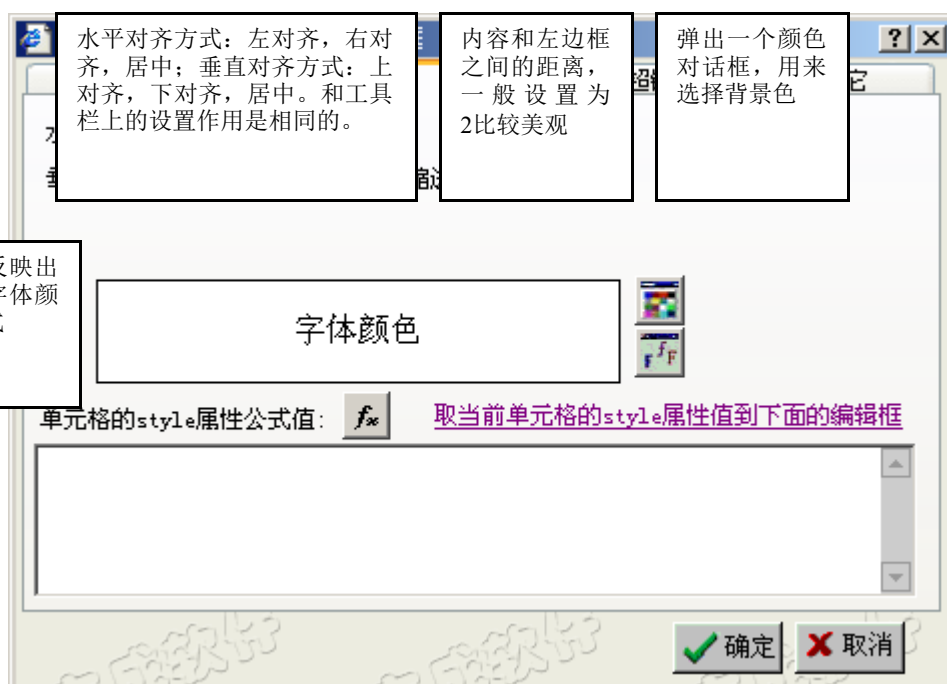 水平对齐方式：左对齐，右对
齐，居中；垂直对齐方式：上
对齐，下对齐，居中。和工具
栏上的设置作用是相同的。
内容和左边框
之间的距离，
一般设置为
2比较美观
弹出一个颜色
对话框，用来
选择背景色
反映出
字体颜
字体颜色
单元格的style属性公式值:
取当前单元格的style属性值到下面的编辑框
确定
取消